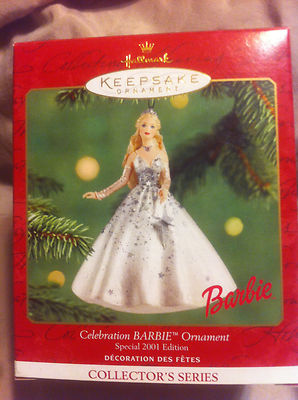 Hallmark
KEEPSAKE
ORNAMENT
Barbie
Celebration BARBIE™ Ornament
Special 2001 Edition
DÉCORATION DES FÊTES
COLLECTOR'S SERIES